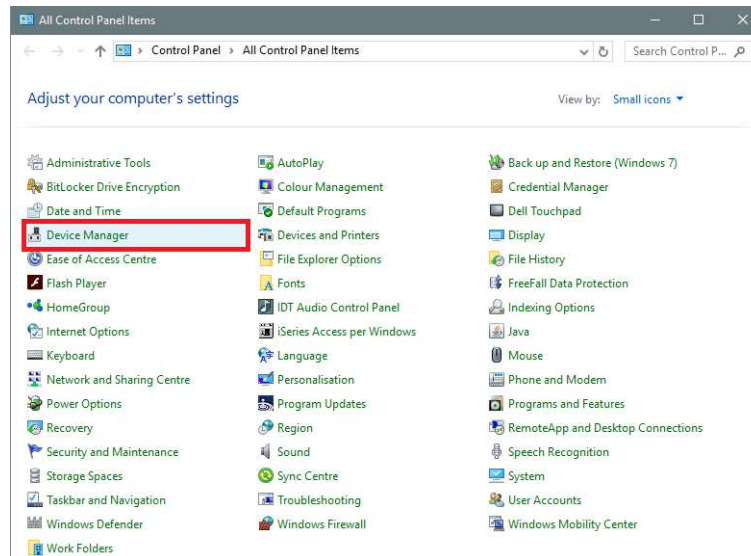 All Control Panel Items
Control Panel > All Control Panel Items
Search Control P...
Adjust your computer's settings
View by: Small icons
Administrative Tools AutoPlay Back up and Restore (Windows 7)
BitLocker Drive Encryption Colour Management Credential Manager
Date and Time Default Programs Dell Touchpad
Device Manager Devices and Printers Display
Ease of Access Centre File Explorer Options File History
Flash Player Fonts FreeFall Data Protection
HomeGroup IDT Audio Control Panel Indexing Options
Internet Options iSeries Access per Windows Java
Keyboard Language Mouse
Network and Sharing Centre Personalisation Phone and Modem
Power Options Program Updates Programs and Features
Recovery Region RemoteApp and Desktop Connections
Security and Maintenance Sound Speech Recognition
Storage Spaces Sync Centre System
Taskbar and Navigation Troubleshooting User Accounts
Windows Defender Windows Firewall Windows Mobility Center
Work Folders